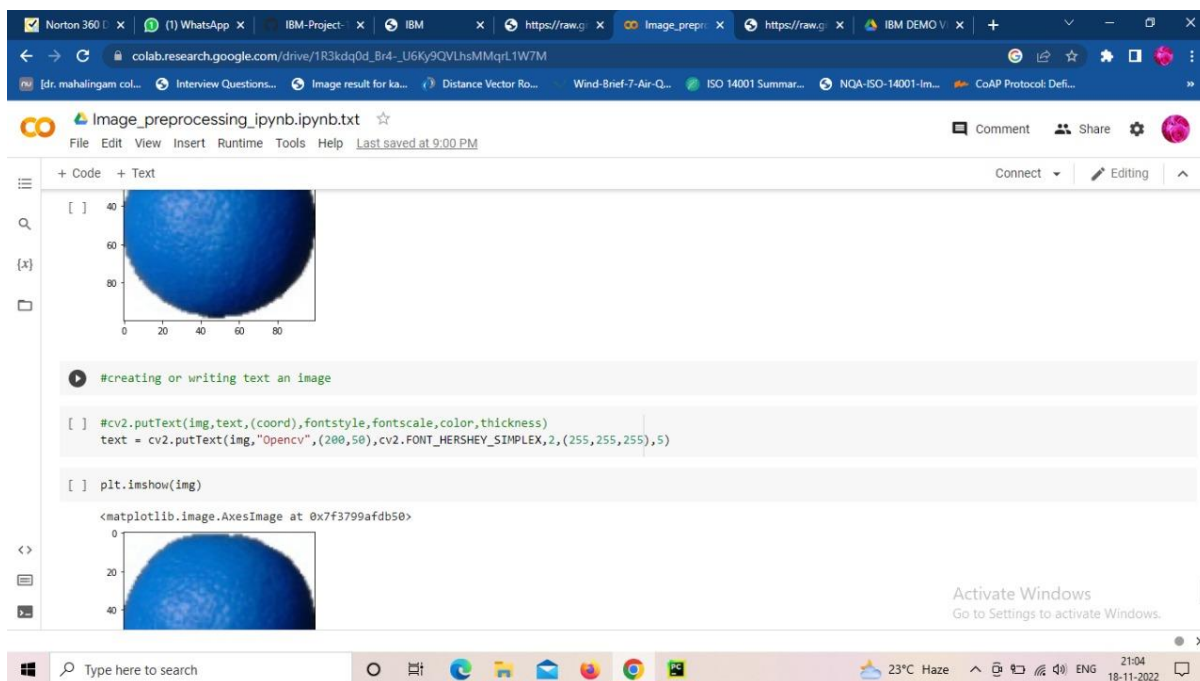 Norton 360 D
(1) WhatsApp
IBM-Project-
IBM
https://raw.g
Image_prepro
https://raw.g
IBM DEMO VI
colab.research.google.com/drive/1R3kdq0d_Br4-_U6Ky9QVLhsMMqrL1W7M
nu
[dr. mahalingam col...
Interview Questions...
Image result for ka...
Distance Vector Ro...
Wind-Brief-7-Air-Q...
ISO 14001 Summar...
NQA-ISO-14001-Im...
CoAP Protocol: Defi...
Image_preprocessing_ipynb.ipynb.txt
Comment
Share
File Edit View Insert Runtime Tools Help Last saved at 9:00 PM
+ Code + Text
Connect
Editing
[ ]
40
60
80
0 20 40 60 80
{x}
#creating or writing text an image
[ ] #cv2.putText(img,text,(coord),fontstyle,fontscale,color,thickness)
text = cv2.putText(img,"Opencv",(200,50),cv2.FONT_HERSHEY_SIMPLEX,2,(255,255,255),5)
[ ] plt.imshow(img)
<matplotlib.image.AxesImage at 0x7f3799afdb50>
0
20
40
Activate Windows
Go to Settings to activate Windows.
Type here to search
PC
23°C Haze
ENG
21:04
18-11-2022